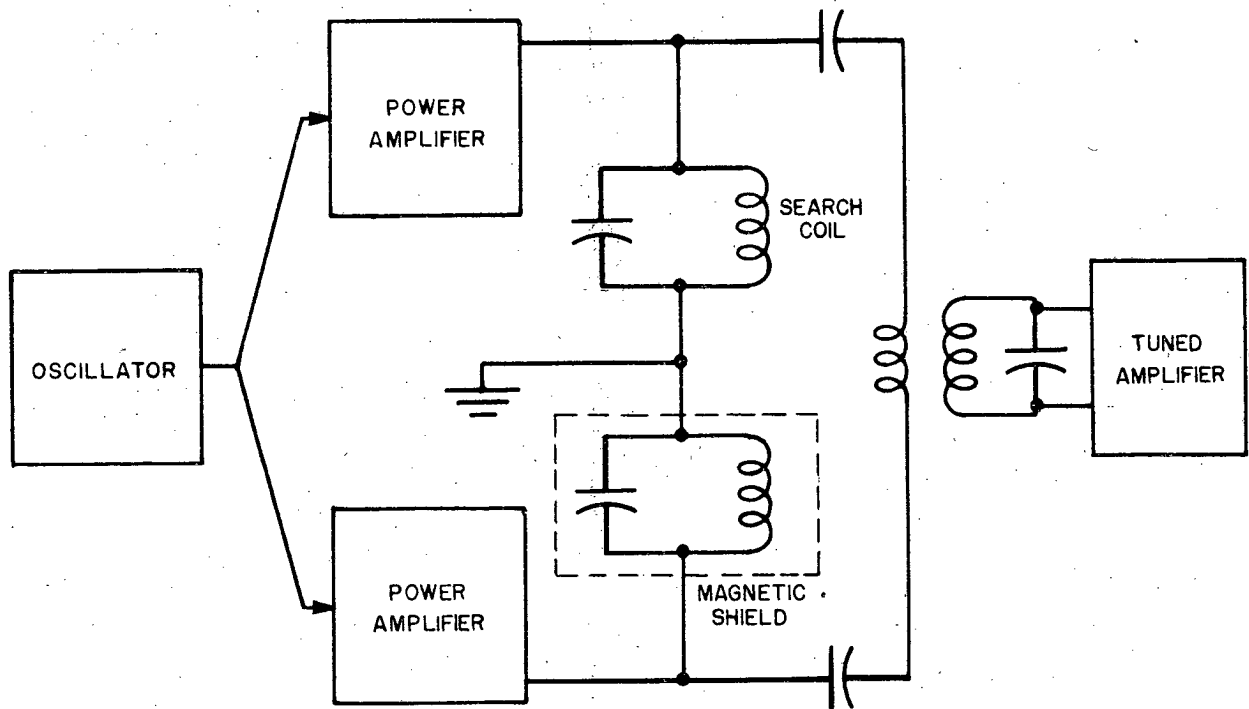 POWER
AMPLIFIER
SEARCH
COIL
OSCILLATOR
TUNED
AMPLIFIER
POWER
AMPLIFIER
MAGNETIC
SHIELD